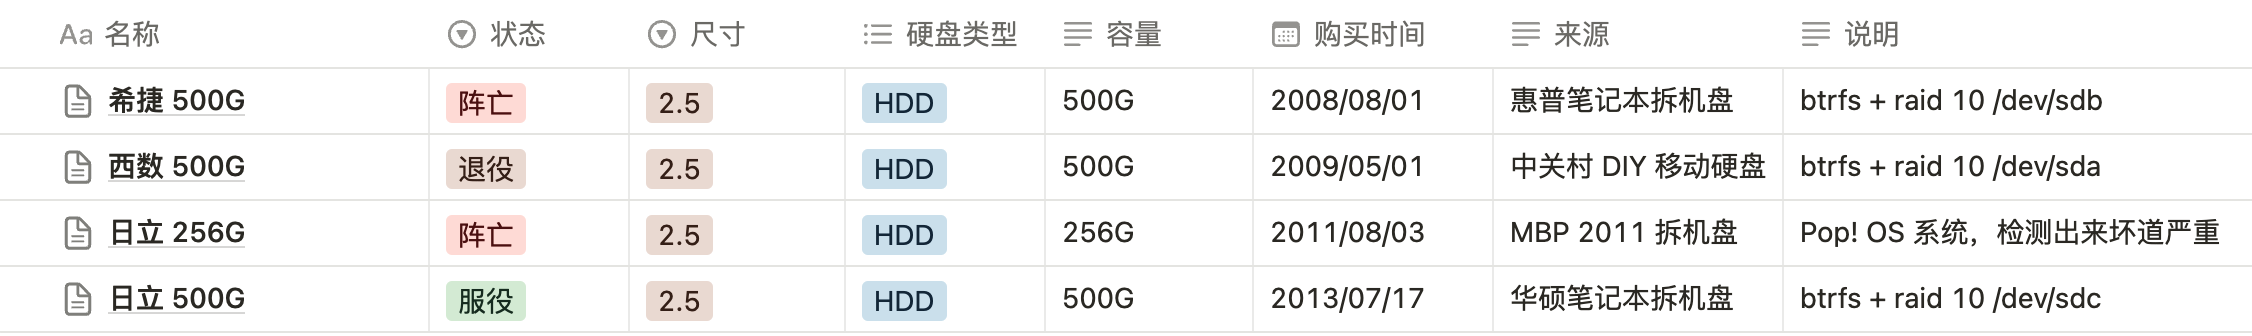 Aa 名称 状态 尺寸 硬盘类型 容量 购买时间 来源 说明
希捷 500G 阵亡 2.5 HDD 500G 2008/08/01 惠普笔记本拆机盘 btrfs + raid 10 /dev/sdb
西数 500G 退役 2.5 HDD 500G 2009/05/01 中关村 DIY 移动硬盘 btrfs + raid 10 /dev/sda
日立 256G 阵亡 2.5 HDD 256G 2011/08/03 MBP 2011 拆机盘 Pop! OS 系统，检测出来坏道严重
日立 500G 服役 2.5 HDD 500G 2013/07/17 华硕笔记本拆机盘 btrfs + raid 10 /dev/sdc